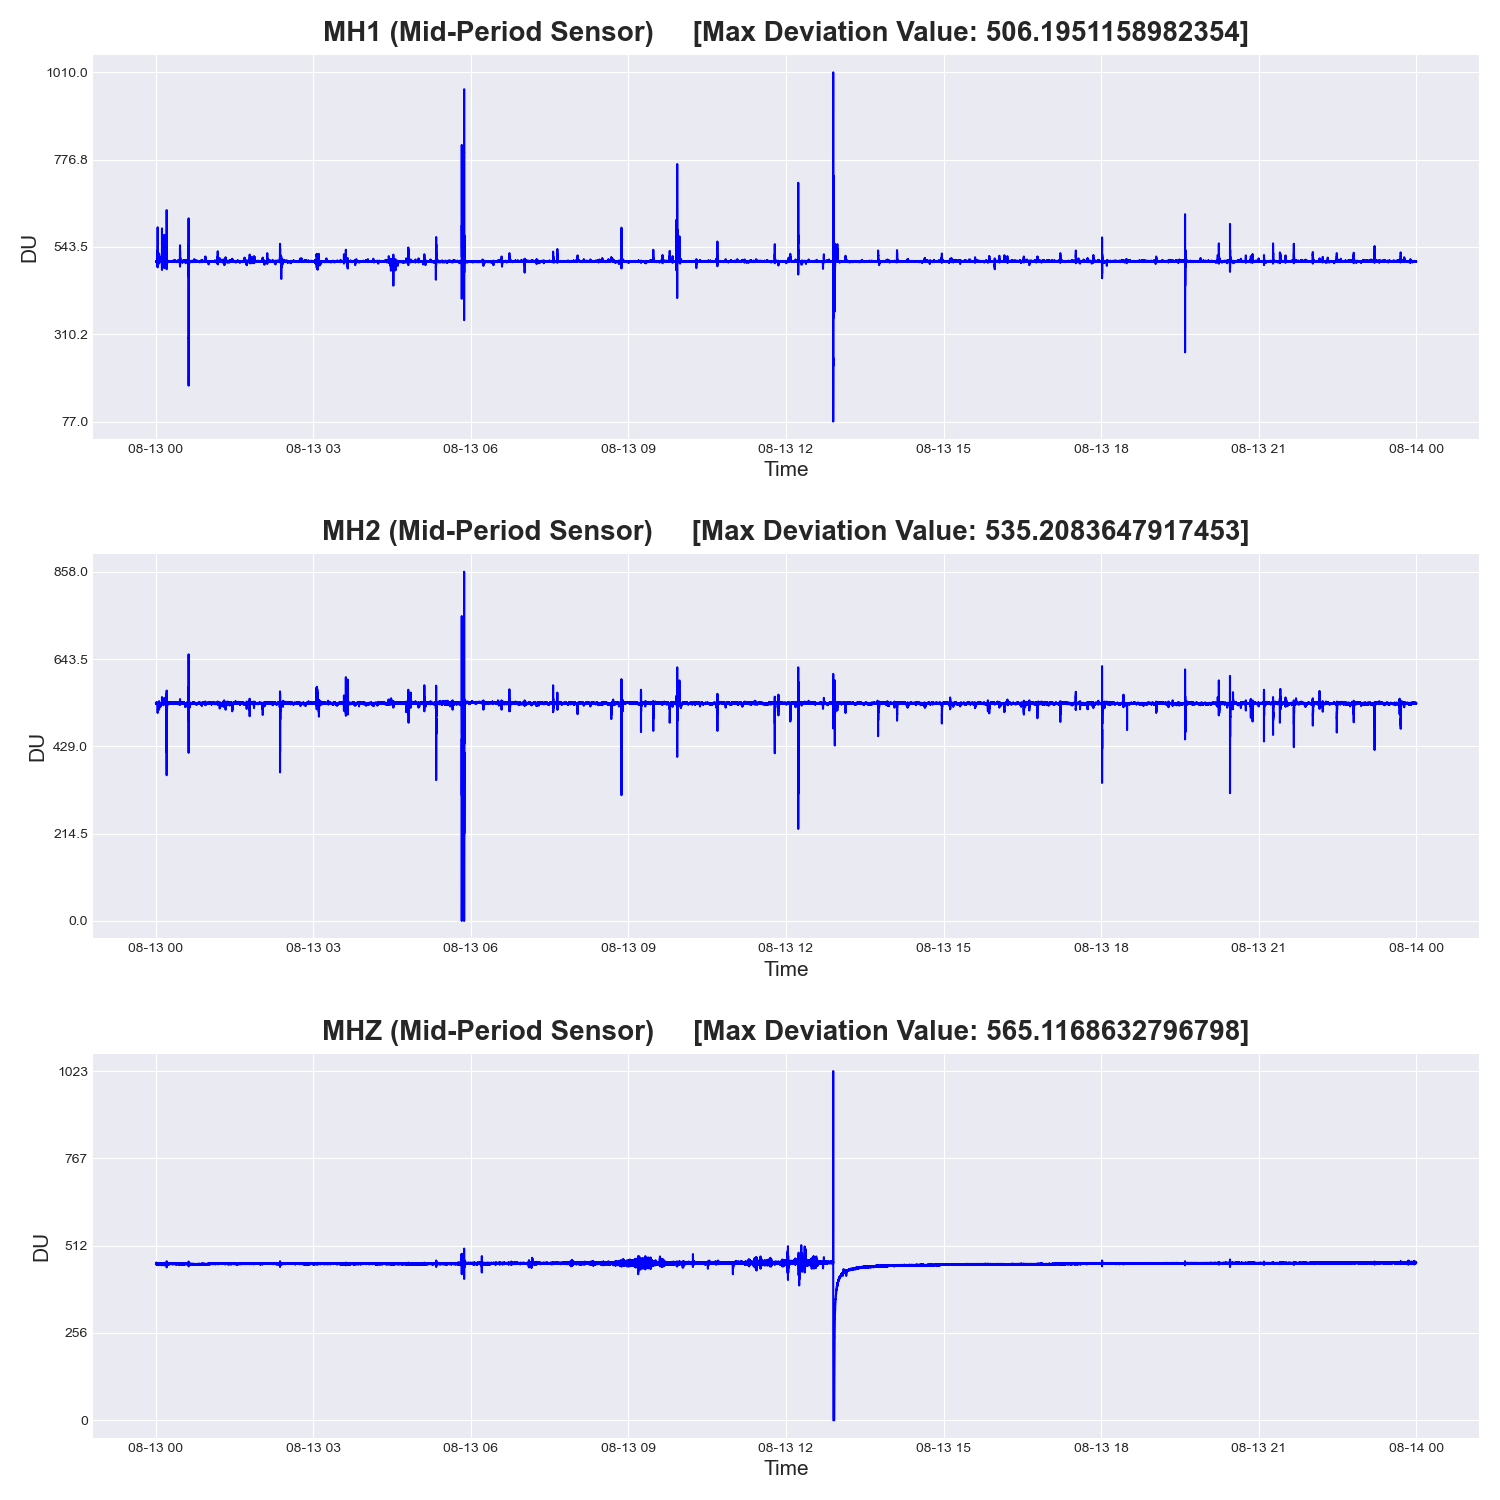 MH1 (Mid-Period Sensor) [Max Deviation Value: 506.1951158982354]
1010.0
776.8
543.5
310.2
77.0
DU
08-13 00 08-13 03 08-13 06 08-13 09 08-13 12 08-13 15 08-13 18 08-13 21 08-14 00
Time
MH2 (Mid-Period Sensor) [Max Deviation Value: 535.2083647917453]
858.0
643.5
429.0
214.5
0.0
DU
08-13 00 08-13 03 08-13 06 08-13 09 08-13 12 08-13 15 08-13 18 08-13 21 08-14 00
Time
MHZ (Mid-Period Sensor) [Max Deviation Value: 565.1168632796798]
1023
767
512
256
0
DU
08-13 00 08-13 03 08-13 06 08-13 09 08-13 12 08-13 15 08-13 18 08-13 21 08-14 00
Time